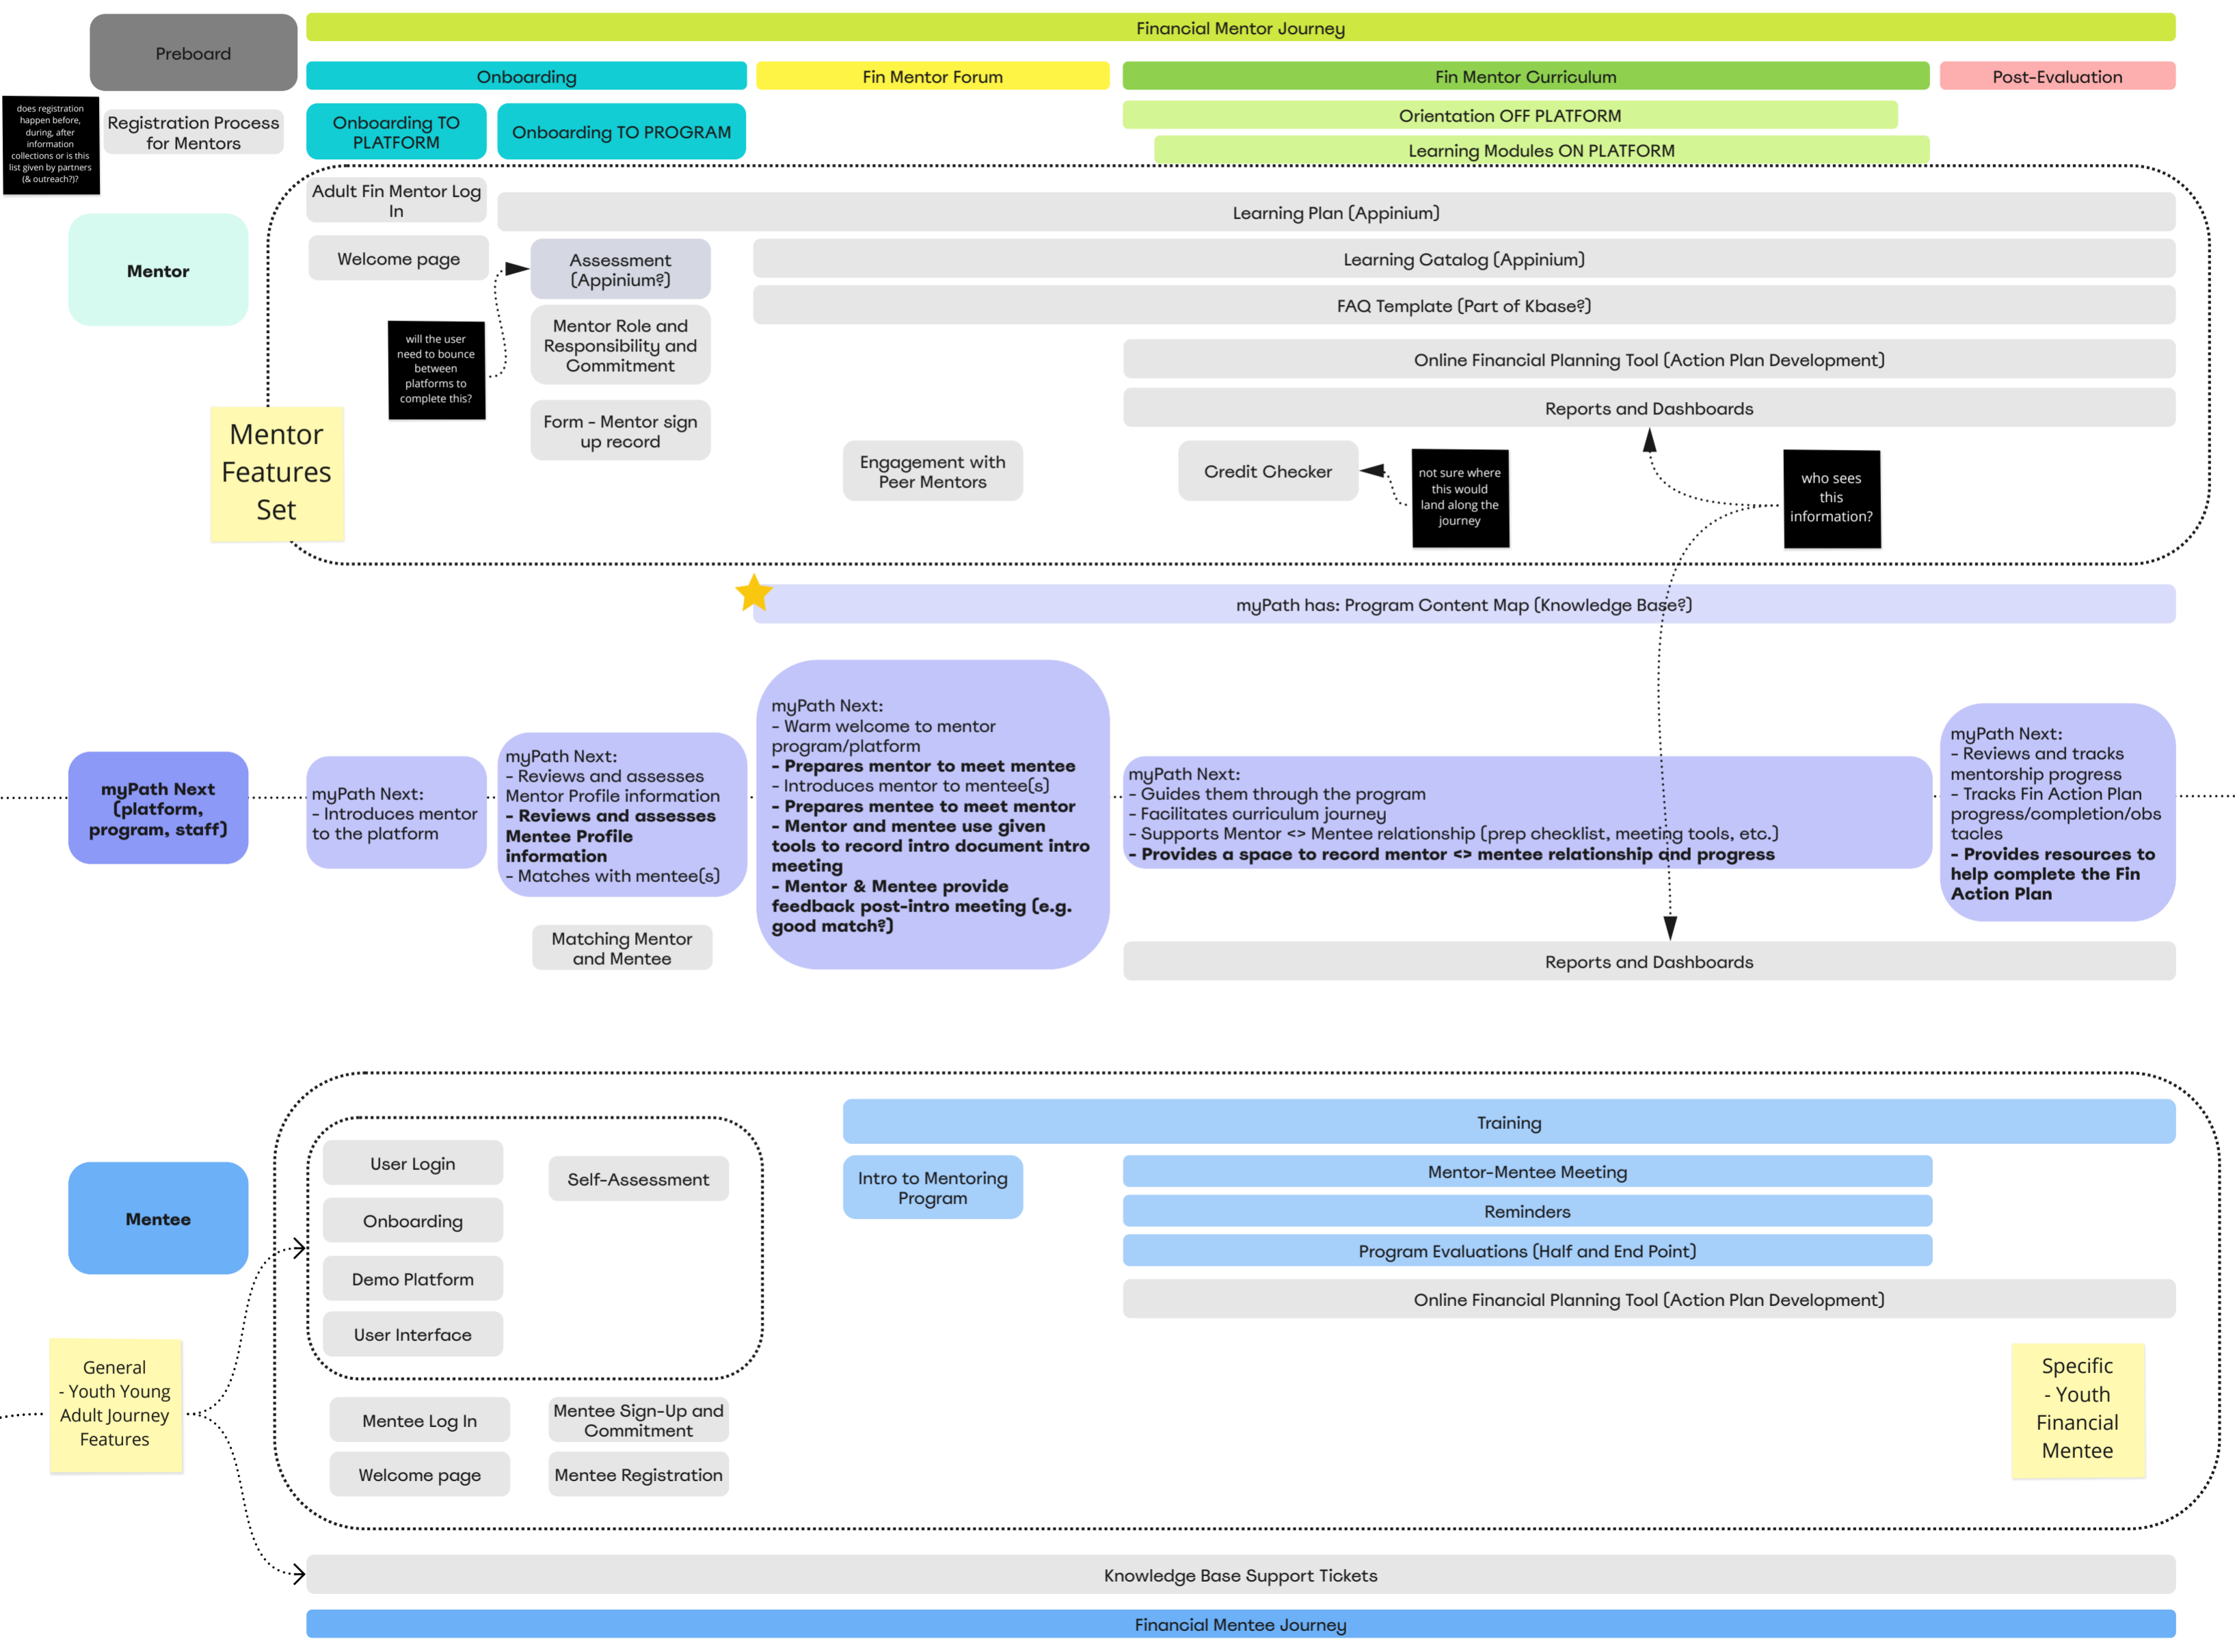 Financial Mentor Journey
Preboard
Onboarding
Fin Mentor Forum
Fin Mentor Curriculum
Post-Evaluation
does registration
happen before,
during, after
information
collections or is this
list given by partners
(& outreach?)?
Registration Process
for Mentors
Onboarding TO
PLATFORM
Onboarding TO PROGRAM
Orientation OFF PLATFORM
Learning Modules ON PLATFORM
Mentor
Adult Fin Mentor Log
In
Learning Plan (Appinium)
Welcome page
Assessment
(Appinium?)
Learning Catalog (Appinium)
FAQ Template (Part of Kbase?)
will the user
need to bounce
between
platforms to
complete this?
Mentor Role and
Responsibility and
Commitment
Online Financial Planning Tool (Action Plan Development)
Reports and Dashboards
Form - Mentor sign
up record
Mentor
Features
Set
Engagement with
Peer Mentors
Credit Checker
not sure where
this would
land along the
journey
who sees
this
information?
myPath has: Program Content Map (Knowledge Base?)
myPath Next
(platform,
program, staff)
myPath Next:
- Introduces mentor
to the platform
myPath Next:
- Reviews and assesses
Mentor Profile information
- Reviews and assesses
Mentee Profile
information
- Matches with mentee(s)
myPath Next:
- Warm welcome to mentor
program/platform
- Prepares mentor to meet mentee
- Introduces mentor to mentee(s)
- Prepares mentee to meet mentor
- Mentor and mentee use given
tools to record intro document intro
meeting
- Mentor & Mentee provide
feedback post-intro meeting (e.g.
good match?)
myPath Next:
- Guides them through the program
- Facilitates curriculum journey
- Supports Mentor <> Mentee relationship (prep checklist, meeting tools, etc.)
- Provides a space to record mentor <> mentee relationship and progress
myPath Next:
- Reviews and tracks
mentorship progress
- Tracks Fin Action Plan
progress/completion/obs
tacles
- Provides resources to
help complete the Fin
Action Plan
Matching Mentor
and Mentee
Reports and Dashboards
Mentee
User Login
Self-Assessment
Onboarding
Demo Platform
User Interface
Training
Intro to Mentoring
Program
Mentor-Mentee Meeting
Reminders
Program Evaluations (Half and End Point)
Online Financial Planning Tool (Action Plan Development)
General
- Youth Young
Adult Journey
Features
Mentee Log In
Mentee Sign-Up and
Commitment
Welcome page
Mentee Registration
Specific
- Youth
Financial
Mentee
Knowledge Base Support Tickets
Financial Mentee Journey